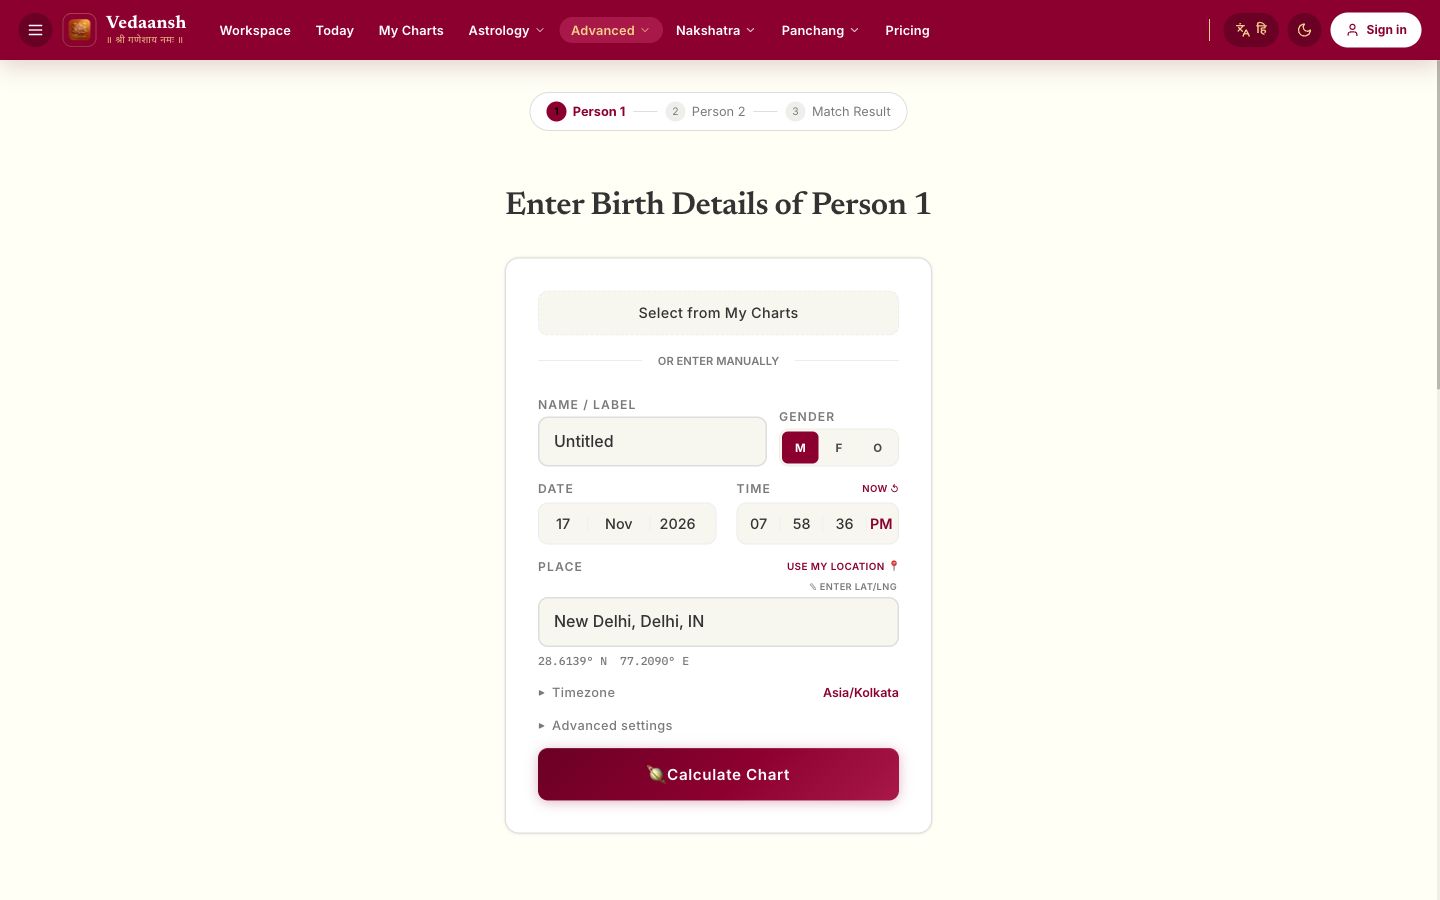 Vedaansh
॥ श्री गणेशाय नमः ॥
Workspace Today My Charts Astrology Advanced Nakshatra Panchang Pricing
हि
Sign in
1 Person 1 2 Person 2 3 Match Result
Enter Birth Details of Person 1
Select from My Charts
OR ENTER MANUALLY
NAME / LABEL
GENDER
Untitled
M F O
DATE
TIME
NOW
17 Nov 2026
07 58 36 PM
PLACE
USE MY LOCATION
ENTER LAT/LNG
New Delhi, Delhi, IN
28.6139° N 77.2090° E
Timezone
Asia/Kolkata
Advanced settings
Calculate Chart